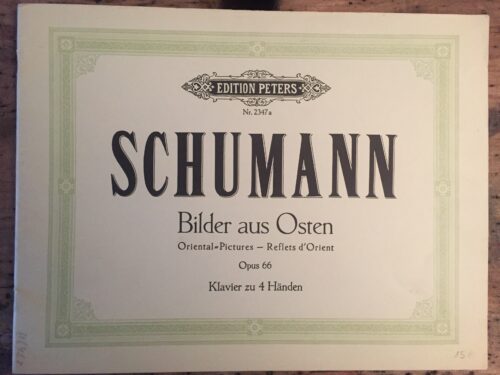 EDITION PETERS
Nr. 2347a
SCHUMANN
Bilder aus Osten
Oriental=Pictures – Reflets d'Orient
Opus 66
Klavier zu 4 Händen